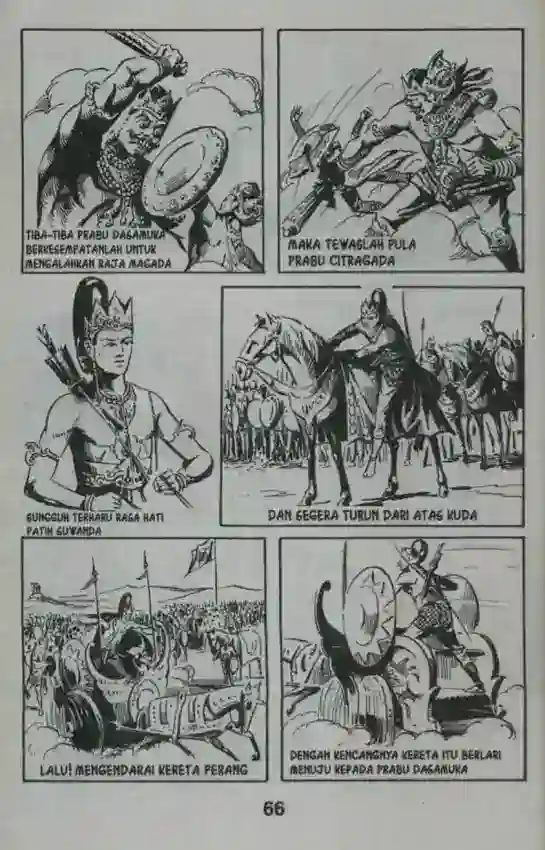 TIBA-TIBA PRABU DASAMUKA
BERKESEMPATANLAH UNTUK
MENGALAHKAN RAJA MAGADA
MAKA TEWASLAH PULA
PRABU CITRAGADA
SUNGGUH TERHARU RASA HATI
PATIH SUWANDA
DAN SEGERA TURUN DARI ATAS KUDA
LALU! MENGENDARAI KERETA PERANG
DENGAN KENCANGNYA KERETA ITU BERLARI
MENUJU KEPADA PRABU DASAMUKA
66